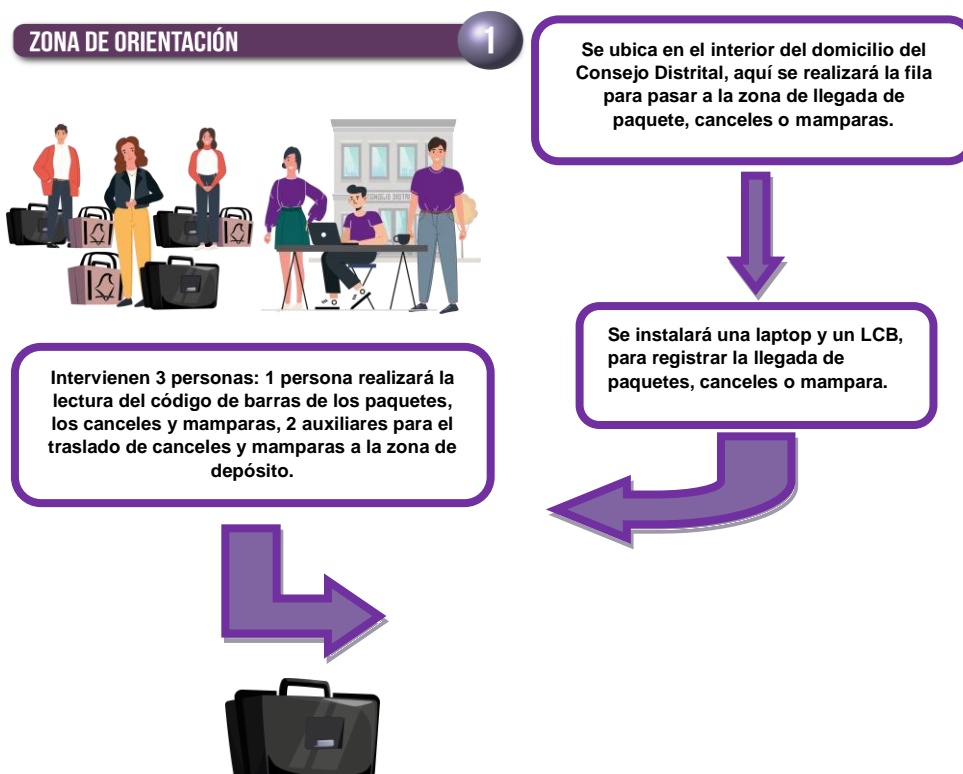 ZONA DE ORIENTACIÓN
1
Se ubica en el interior del domicilio del
Consejo Distrital, aquí se realizará la fila
para pasar a la zona de llegada de
paquete, canceles o mamparas.
CONSEJO DISTRI
Se instalará una laptop y un LCB,
para registrar la llegada de
paquetes, canceles o mampara.
Intervienen 3 personas: 1 persona realizará la
lectura del código de barras de los paquetes,
los canceles y mamparas, 2 auxiliares para el
traslado de canceles y mamparas a la zona de
depósito.